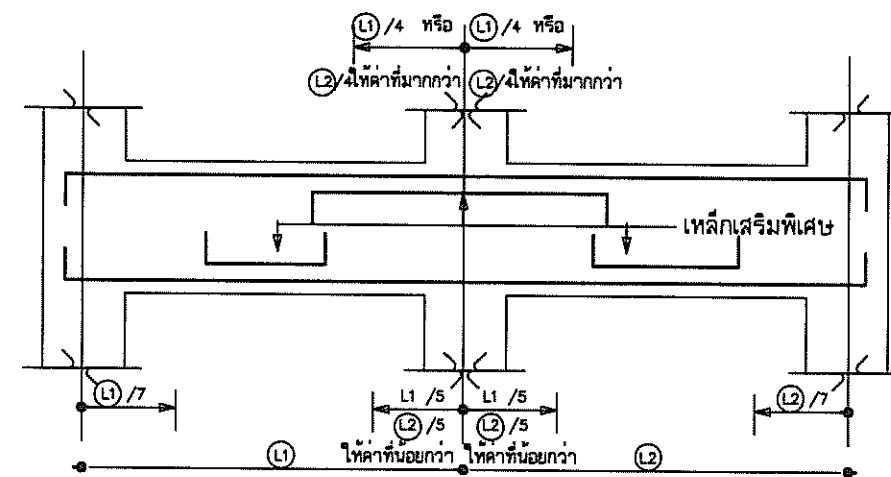 L1 /4 หรือ L1 /4 หรือ
L2/4ให้ค่าที่มากกว่า L2/4ให้ค่าที่มากกว่า
เหล็กเสริมพิเศษ
L1 /7 L1 /5 L1 /5 L2 /7
L2 /5 L2 /5
ให้ค่าที่น้อยกว่า ให้ค่าที่น้อยกว่า
L1 L2